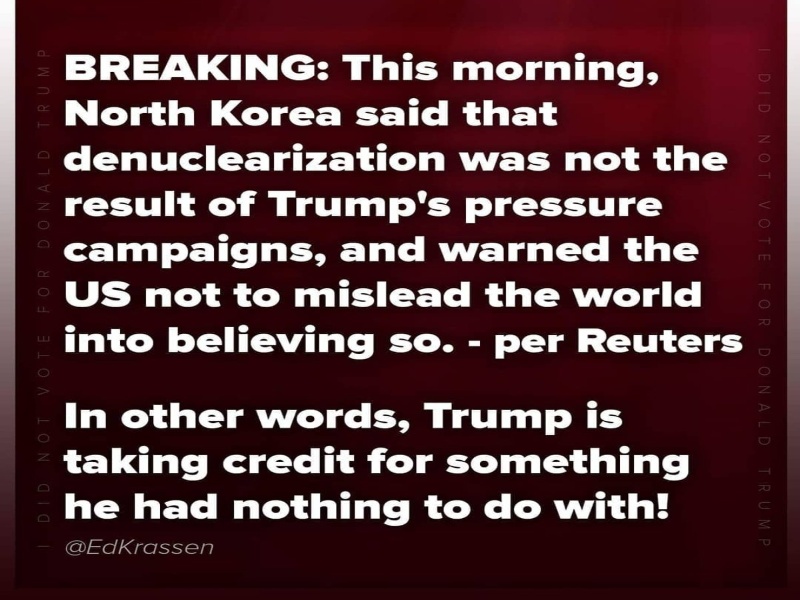 BREAKING: This morning,
North Korea said that
denuclearization was not the
result of Trump's pressure
campaigns, and warned the
US not to mislead the world
into believing so. - per Reuters
In other words, Trump is
taking credit for something
he had nothing to do with!
@EdKrassen
I DID NOT VOTE FOR DONALD TRUMP
I DID NOT VOTE FOR DONALD TRUMP